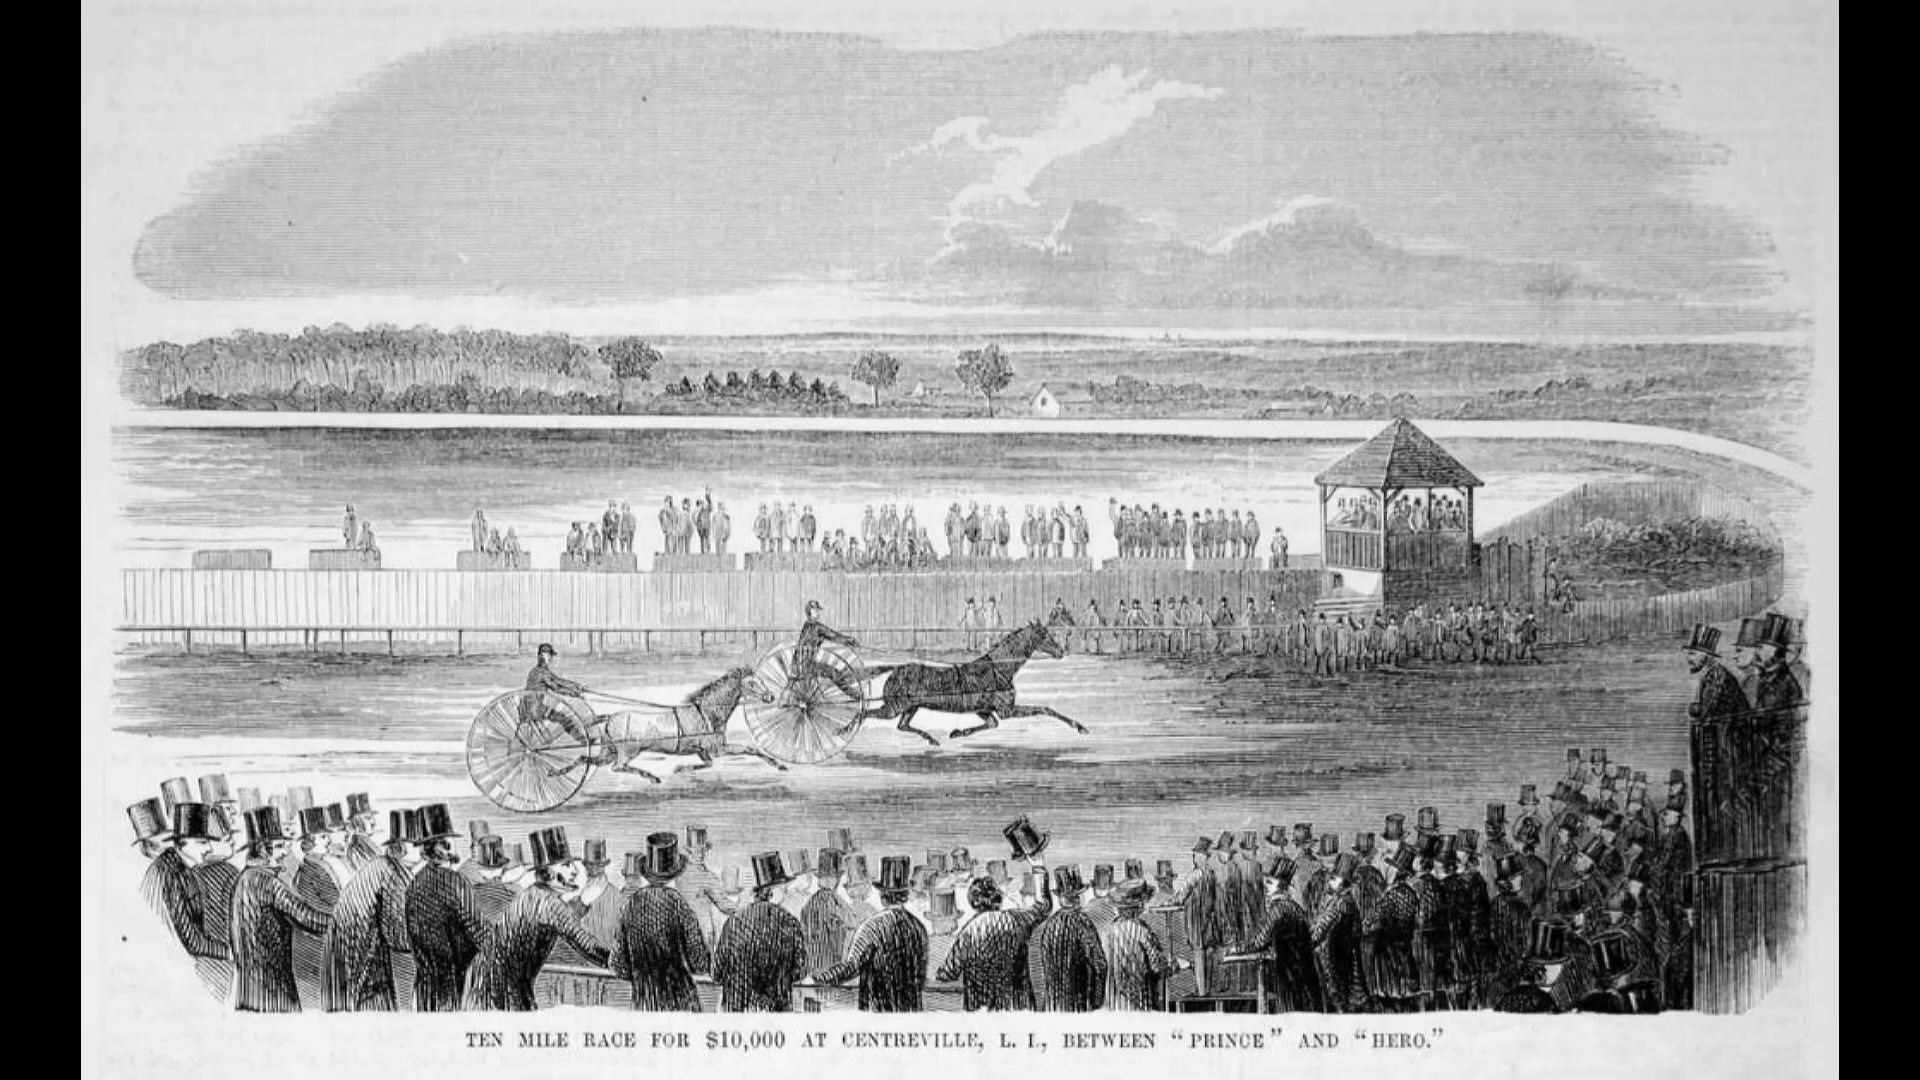 TEN MILE RACE FOR $10,000 AT CENTREVILLE, L. I., BETWEEN “PRINCE” AND “HERO.”